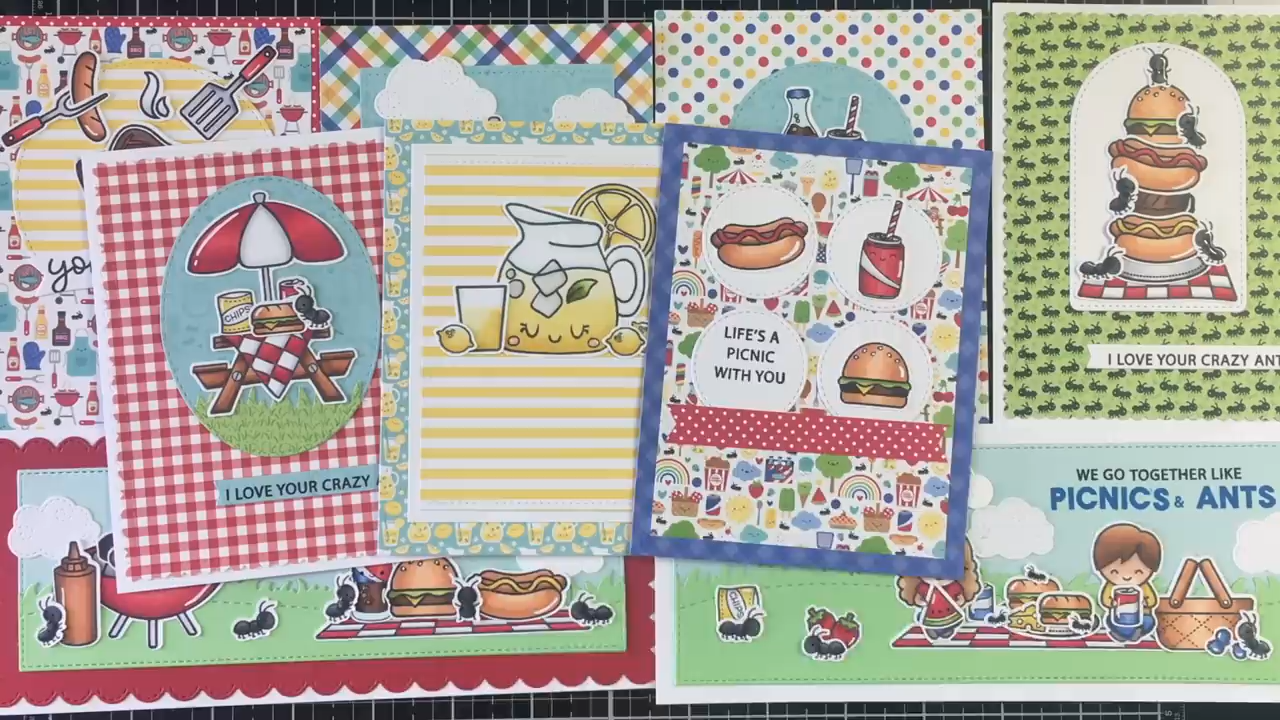 yo
CHIPS
I LOVE YOUR CRAZY
LIFE'S A
PICNIC
WITH YOU
I LOVE YOUR CRAZY ANT
WE GO TOGETHER LIKE
PICNICS & ANTS
CHIPS